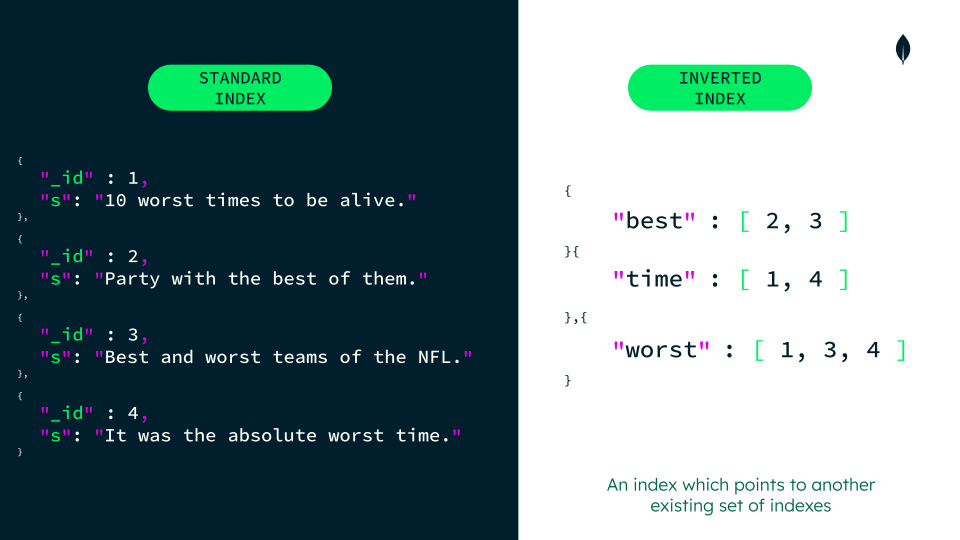 STANDARD
INDEX
{
"_id" : 1,
"s": "10 worst times to be alive."
},
{
"_id" : 2,
"s": "Party with the best of them."
},
{
"_id" : 3,
"s": "Best and worst teams of the NFL."
},
{
"_id" : 4,
"s": "It was the absolute worst time."
}
INVERTED
INDEX
{
"best" : [ 2, 3 ]
}{
"time" : [ 1, 4 ]
},{
"worst" : [ 1, 3, 4 ]
}
An index which points to another
existing set of indexes